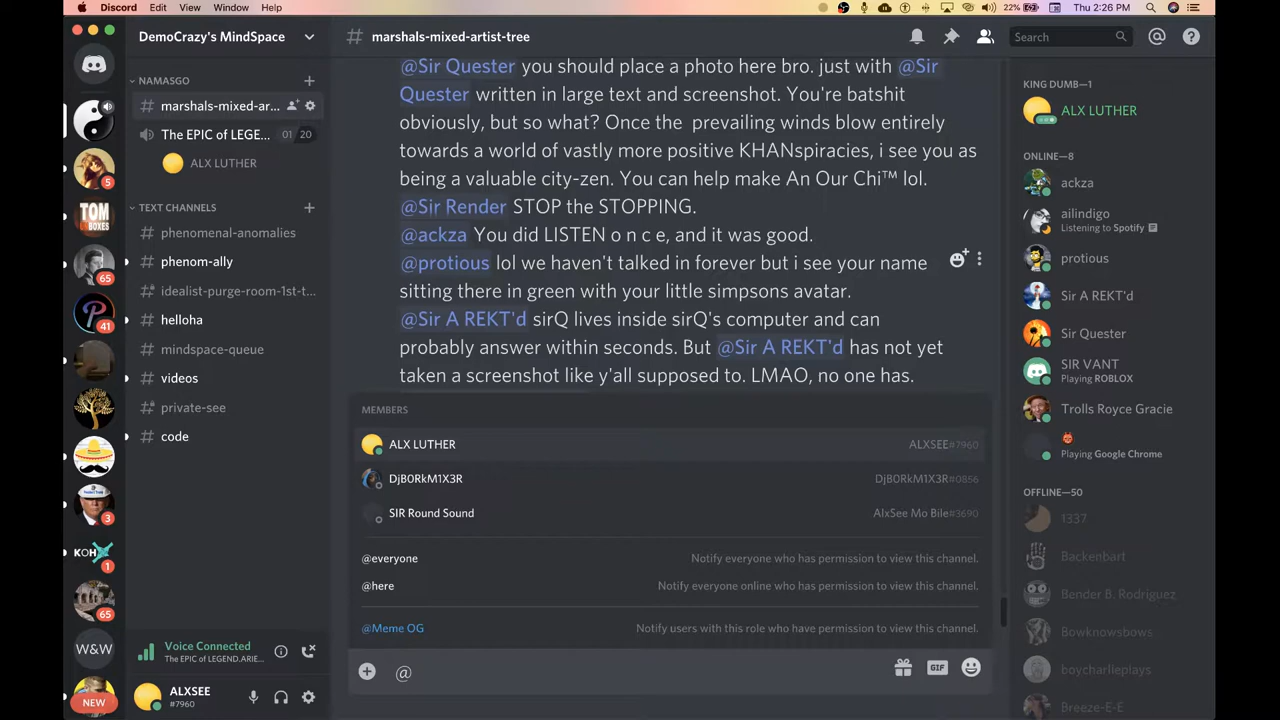 Discord Edit View Window Help
22% Thu 2:26 PM
DemoCrazy's MindSpace
NAMASGO
# marshals-mixed-ar...
The EPIC of LEGE... 01 20
ALX LUTHER
TEXT CHANNELS
# phenomenal-anomalies
# phenom-ally
# idealist-purge-room-1st-t...
# helloha
# mindspace-queue
# videos
# private-see
# code
5
TOM
BOXES
65
41
3
KOH
1
65
W&W
NEW
Voice Connected
The EPIC of LEGEND.ARIE...
ALXSEE
#7960
# marshals-mixed-artist-tree
Search
@Sir Quester you should place a photo here bro. just with @Sir
Quester written in large text and screenshot. You're batshit
obviously, but so what? Once the prevailing winds blow entirely
towards a world of vastly more positive KHANspiracies, i see you as
being a valuable city-zen. You can help make An Our Chi™ lol.
@Sir Render STOP the STOPPING.
@ackza You did LISTEN o n c e, and it was good.
@protious lol we haven't talked in forever but i see your name
sitting there in green with your little simpsons avatar.
@Sir A REKT'd sirQ lives inside sirQ's computer and can
probably answer within seconds. But @Sir A REKT'd has not yet
taken a screenshot like y'all supposed to. LMAO, no one has.
MEMBERS
ALX LUTHER ALXSEE#7960
DjB0RkM1X3R DjB0RkM1X3R#0856
SIR Round Sound AlxSee Mo Bile#3690
@everyone Notify everyone who has permission to view this channel.
@here Notify everyone online who has permission to view this channel.
@Meme OG Notify users with this role who have permission to view this channel.
@
GIF
KING DUMB—1
ALX LUTHER
ONLINE—8
ackza
ailindigo
Listening to Spotify
protious
Sir A REKT'd
Sir Quester
SIR VANT
Playing ROBLOX
Trolls Royce Gracie
Playing Google Chrome
OFFLINE—50
1337
Backenbart
Bender B. Rodriguez
Bowknowsbows
boycharlieplays
Breeze-E-E